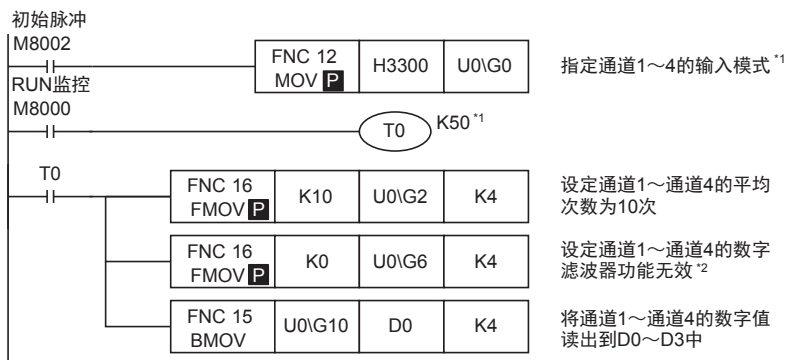 初始脉冲
M8002
FNC 12
MOV P
H3300
U0\G0
指定通道1～4的输入模式 *1
RUN监控
M8000
T0
K50 *1
T0
FNC 16
FMOV P
K10
U0\G2
K4
设定通道1～通道4的平均
次数为10次
FNC 16
FMOV P
K0
U0\G6
K4
设定通道1～通道4的数字
滤波器功能无效 *2
FNC 15
BMOV
U0\G10
D0
K4
将通道1～通道4的数字值
读出到D0～D3中